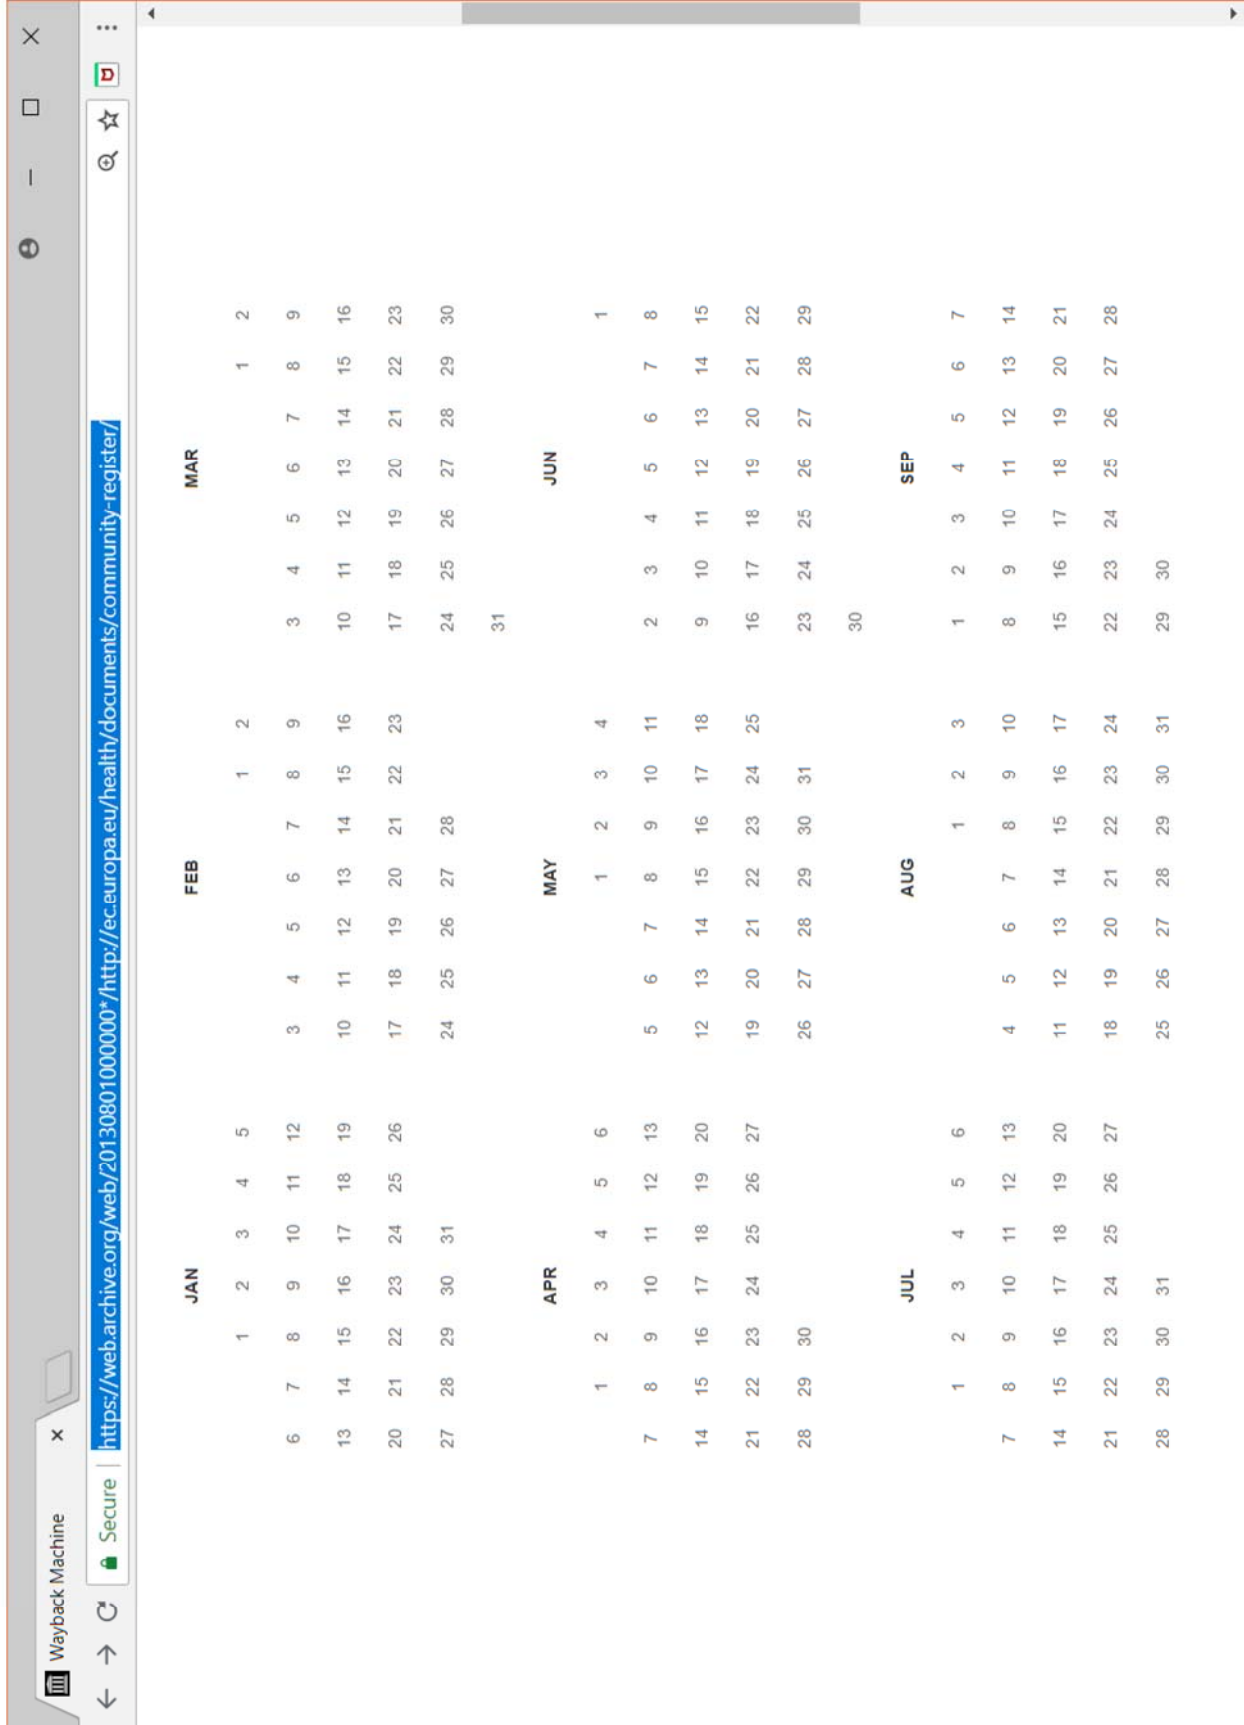 Wayback Machine
Secure | https://web.archive.org/web/20130801000000*/http://ec.europa.eu/health/documents/community-register/
JAN FEB MAR
1 2 3 4 5 1 2 1 2
6 7 8 9 10 11 12 3 4 5 6 7 8 9 3 4 5 6 7 8 9
13 14 15 16 17 18 19 10 11 12 13 14 15 16 10 11 12 13 14 15 16
20 21 22 23 24 25 26 17 18 19 20 21 22 23 17 18 19 20 21 22 23
27 28 29 30 31 24 25 26 27 28 24 25 26 27 28 29 30
31
APR MAY JUN
1 2 3 4 5 6 1 2 3 4 1
7 8 9 10 11 12 13 5 6 7 8 9 10 11 2 3 4 5 6 7 8
14 15 16 17 18 19 20 12 13 14 15 16 17 18 9 10 11 12 13 14 15
21 22 23 24 25 26 27 19 20 21 22 23 24 25 16 17 18 19 20 21 22
28 29 30 26 27 28 29 30 31 23 24 25 26 27 28 29
30
JUL AUG SEP
1 2 3 4 5 6 1 2 3 1 2 3 4 5 6 7
7 8 9 10 11 12 13 4 5 6 7 8 9 10 8 9 10 11 12 13 14
14 15 16 17 18 19 20 11 12 13 14 15 16 17 15 16 17 18 19 20 21
21 22 23 24 25 26 27 18 19 20 21 22 23 24 22 23 24 25 26 27 28
28 29 30 31 25 26 27 28 29 30 31 29 30